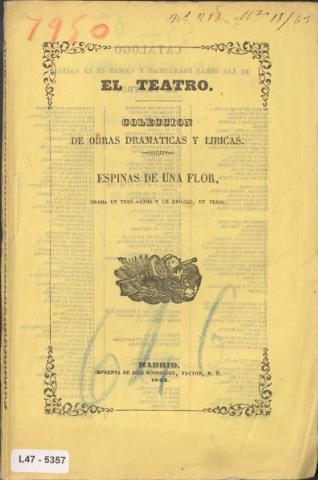 7950
EL TEATRO.
COLECCION
DE OBRAS DRAMATICAS Y LIRICAS.
ESPINAS DE UNA FLOR,
DRAMA EN TRES ACTOS Y UN EPILOGO, EN VERSO.
646
MADRID.
IMPRENTA DE JOSE RODRIGUEZ, FACTOR, N. 9.
L47 - 5357